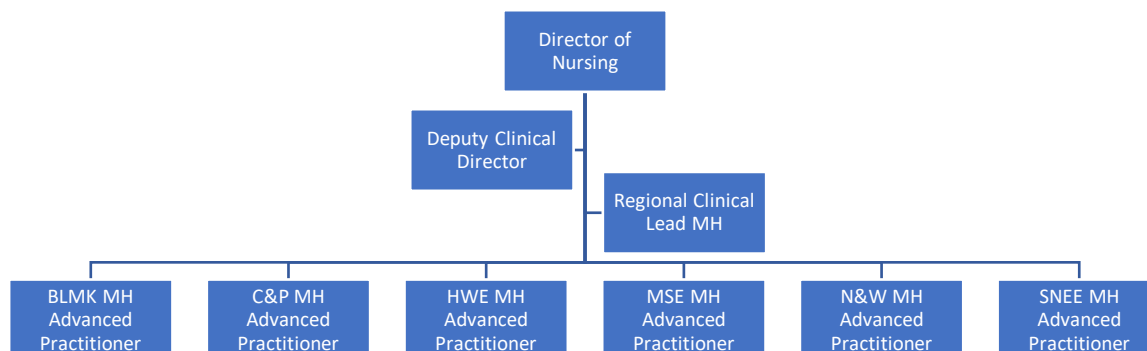 Director of
Nursing
Deputy Clinical
Director
Regional Clinical
Lead MH
BLMK MH
Advanced
Practitioner
C&P MH
Advanced
Practitioner
HWE MH
Advanced
Practitioner
MSE MH
Advanced
Practitioner
N&W MH
Advanced
Practitioner
SNEE MH
Advanced
Practitioner